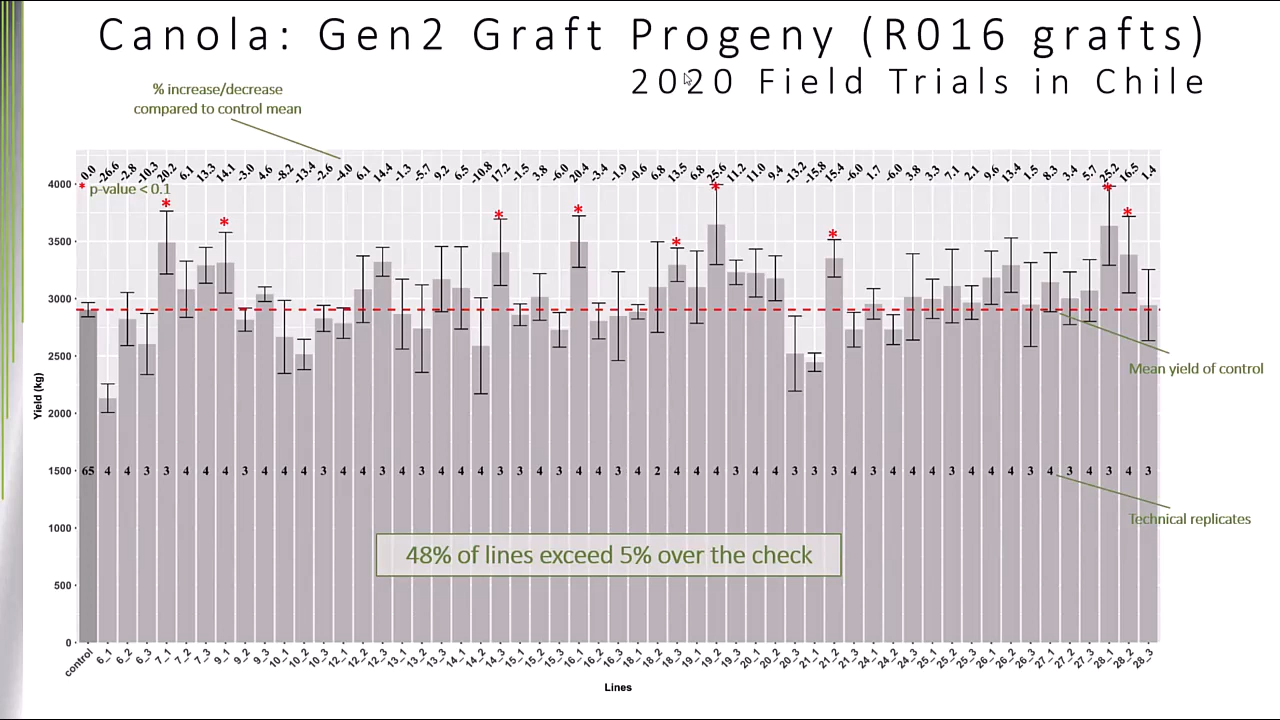 Canola: Gen2 Graft Progeny (R016 grafts)
2020 Field Trials in Chile
% increase/decrease
compared to control mean
0.0 -26.6 -2.8 -10.3 20.2 6.1 13.3 14.1 -3.0 4.6 -8.2 -13.4 -2.6 -4.0 6.1 14.4 -1.3 -5.7 9.2 6.5 -10.8 17.2 -1.5 3.8 -6.0 20.4 -3.4 -1.9 -0.6 6.8 13.5 6.8 25.6 11.2 11.0 9.4 -13.2 -15.8 15.4 -6.0 1.7 -6.0 3.8 3.3 7.1 2.1 9.6 13.4 1.5 8.3 3.4 5.7 25.2 16.5 1.4
* p-value < 0.1
4000
3500
3000
2500
2000
1500
1000
500
0
Yield (kg)
Mean yield of control
65 4 4 3 3 4 4 4 3 4 4 4 4 3 4 4 3 3 4 4 4 3 3 4 4 4 4 3 4 2 4 4 4 3 4 4 3 3 3 4 3 4 4 4 3 4 4 4 3 4 3 4 3 4 3
Technical replicates
48% of lines exceed 5% over the check
control 6_1 6_2 6_3 7_1 7_2 7_3 9_1 9_2 9_3 10_1 10_2 10_3 12_1 12_2 12_3 13_1 13_2 13_3 14_1 14_2 14_3 15_1 15_2 15_3 16_1 16_2 16_3 18_1 18_2 18_3 19_1 19_2 19_3 20_1 20_2 20_3 21_1 21_2 21_3 24_1 24_2 24_3 25_1 25_2 25_3 26_1 26_2 26_3 27_1 27_2 27_3 28_1 28_2 28_3
Lines